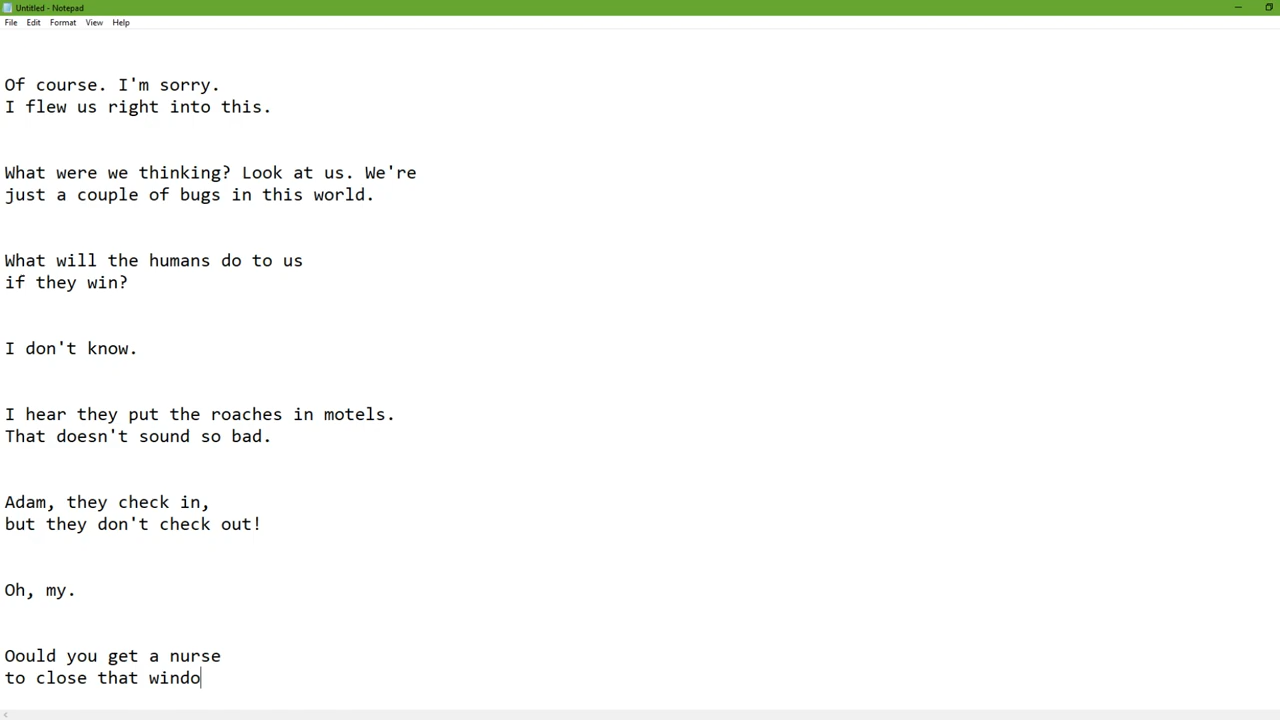 Untitled - Notepad
File Edit Format View Help
Of course. I'm sorry.
I flew us right into this.
What were we thinking? Look at us. We're
just a couple of bugs in this world.
What will the humans do to us
if they win?
I don't know.
I hear they put the roaches in motels.
That doesn't sound so bad.
Adam, they check in,
but they don't check out!
Oh, my.
Oould you get a nurse
to close that windo